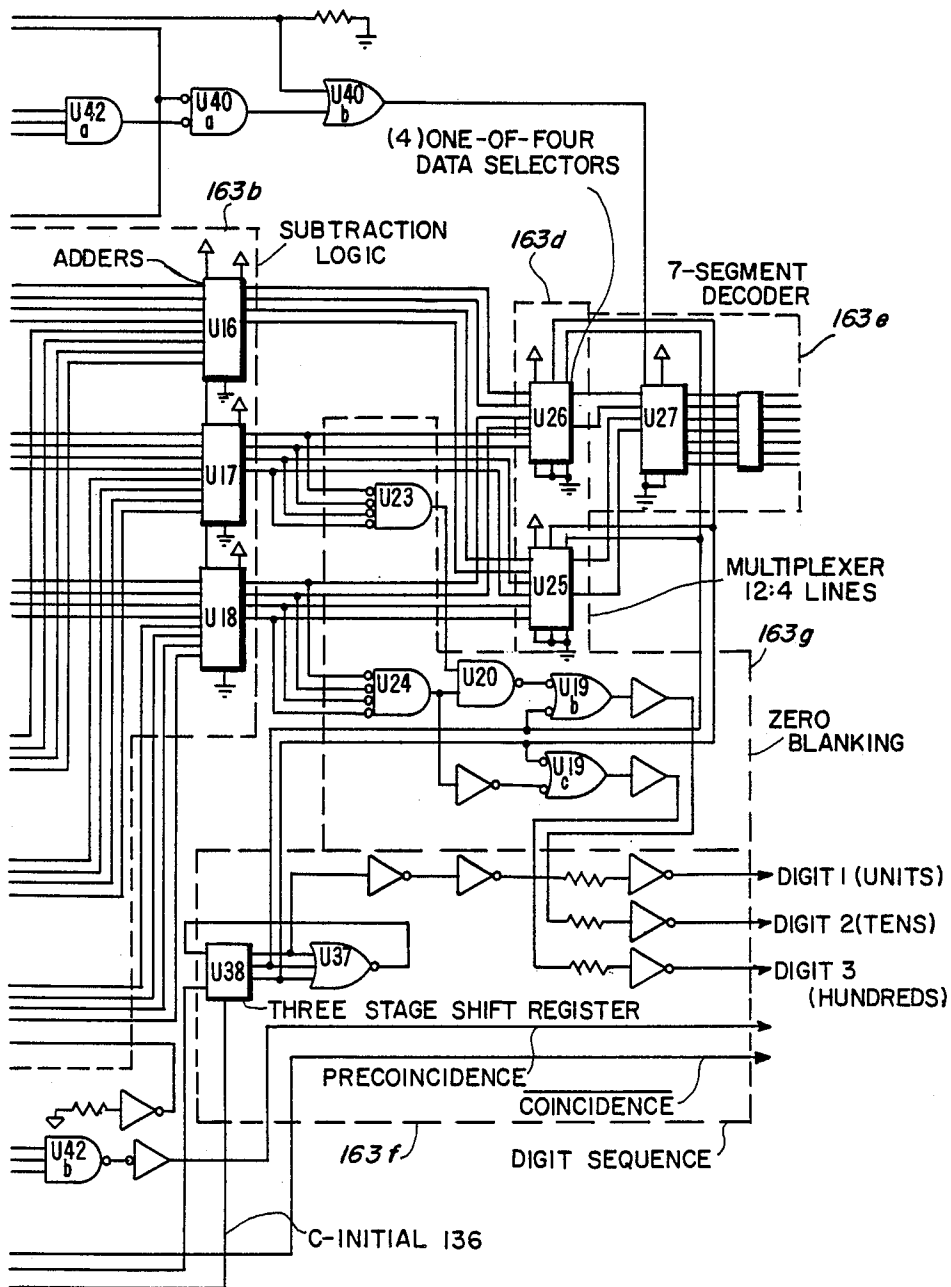 U42
a
U40
a
U40
b
(4) ONE-OF-FOUR
DATA SELECTORS
163b
SUBTRACTION
LOGIC
163d
ADDERS
7-SEGMENT
DECODER
163e
U16
U26
U27
U17
U23
U25
MULTIPLEXER
12:4 LINES
U18
163g
U24
U20
U19
b
ZERO
BLANKING
U19
c
DIGIT 1 (UNITS)
DIGIT 2 (TENS)
U38
U37
DIGIT 3
(HUNDREDS)
THREE STAGE SHIFT REGISTER
PRECOINCIDENCE
COINCIDENCE
U42
b
163f
DIGIT SEQUENCE
C-INITIAL 136